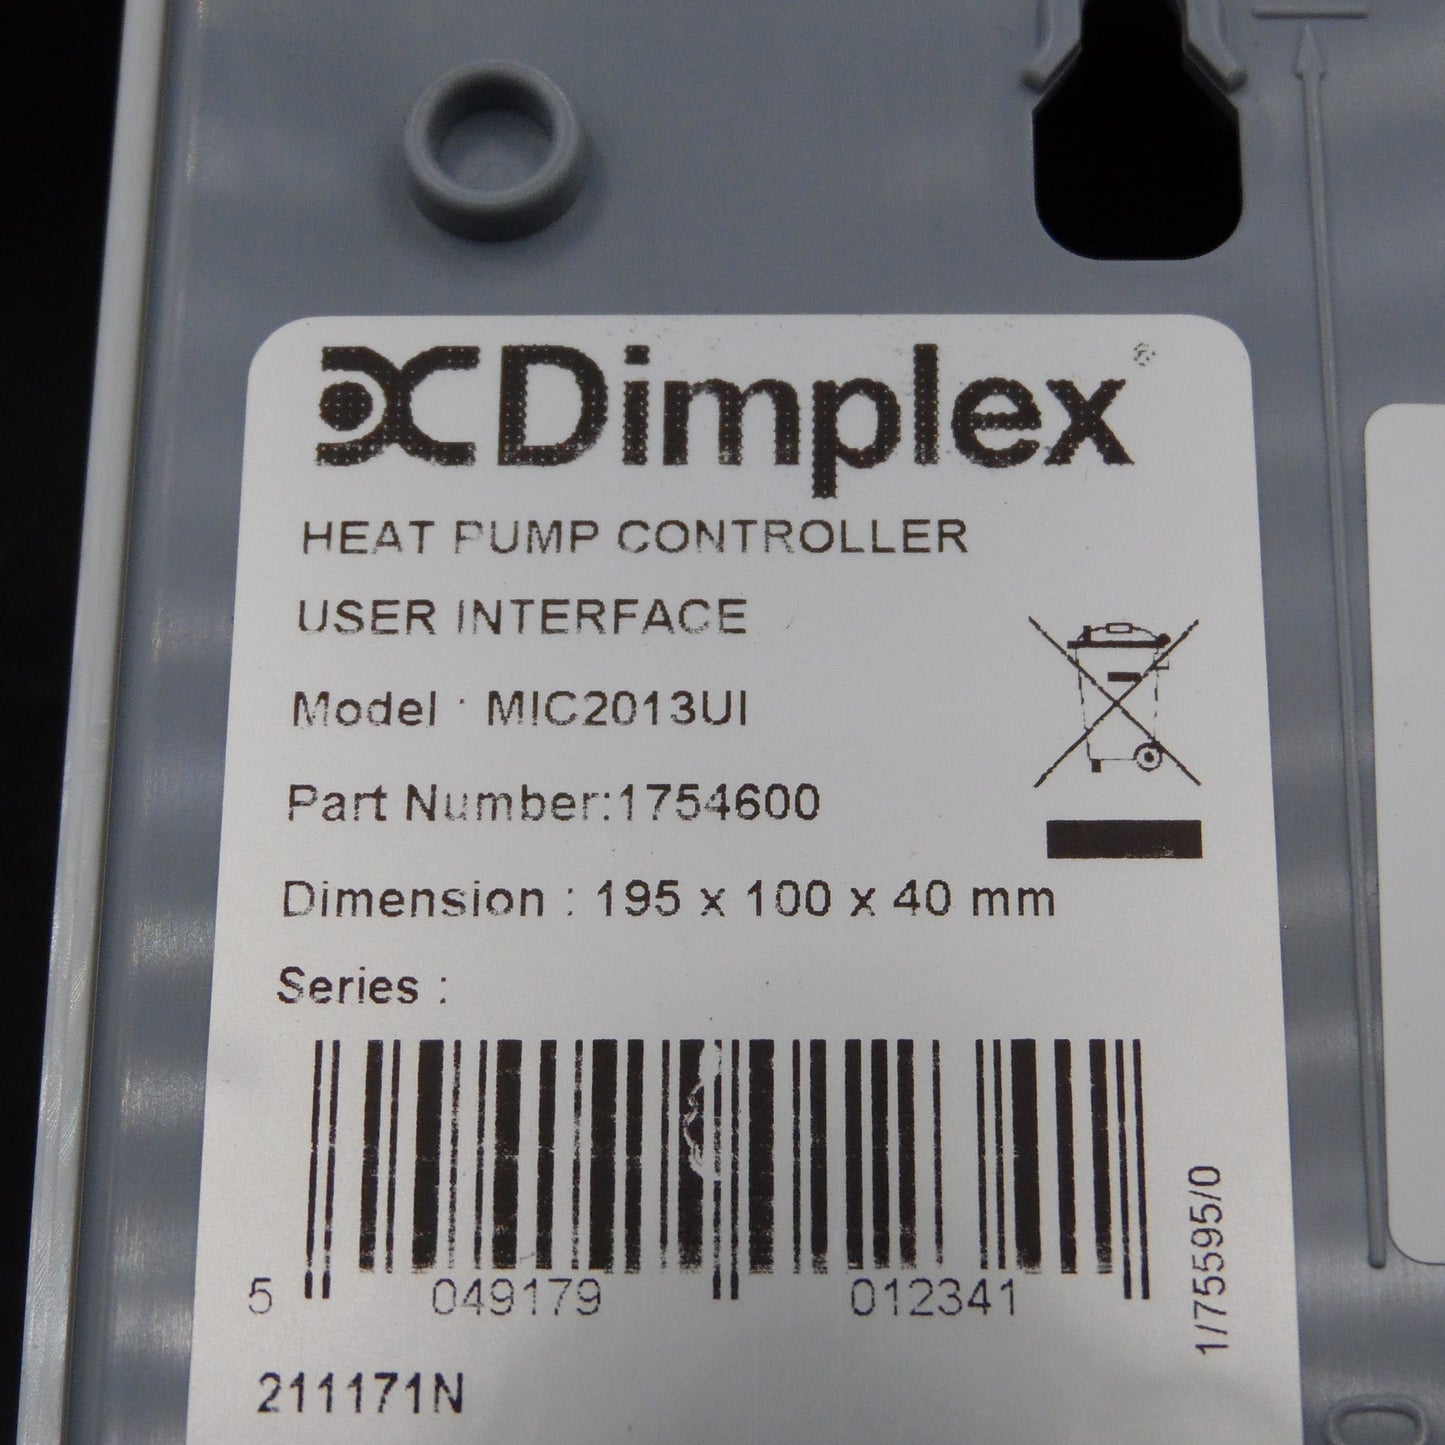 Dimplex®
HEAT PUMP CONTROLLER
USER INTERFACE
Model : MIC2013UI
Part Number:1754600
Dimension : 195 x 100 x 40 mm
Series :
5 049179 012341
1/75595/0
211171N